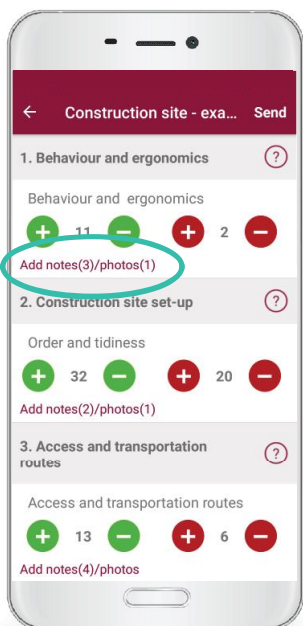 ← Construction site - exa... Send
1. Behaviour and ergonomics ?
Behaviour and ergonomics
+ 11 − + 2 −
Add notes(3)/photos(1)
2. Construction site set-up ?
Order and tidiness
+ 32 − + 20 −
Add notes(2)/photos(1)
3. Access and transportation
routes ?
Access and transportation routes
+ 13 − + 6 −
Add notes(4)/photos